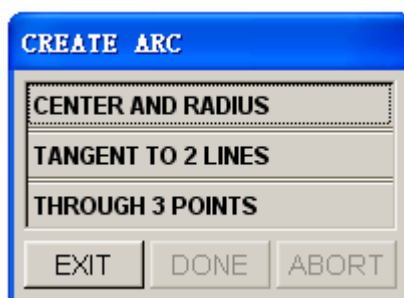 CREATE ARC
CENTER AND RADIUS
TANGENT TO 2 LINES
THROUGH 3 POINTS
EXIT DONE ABORT